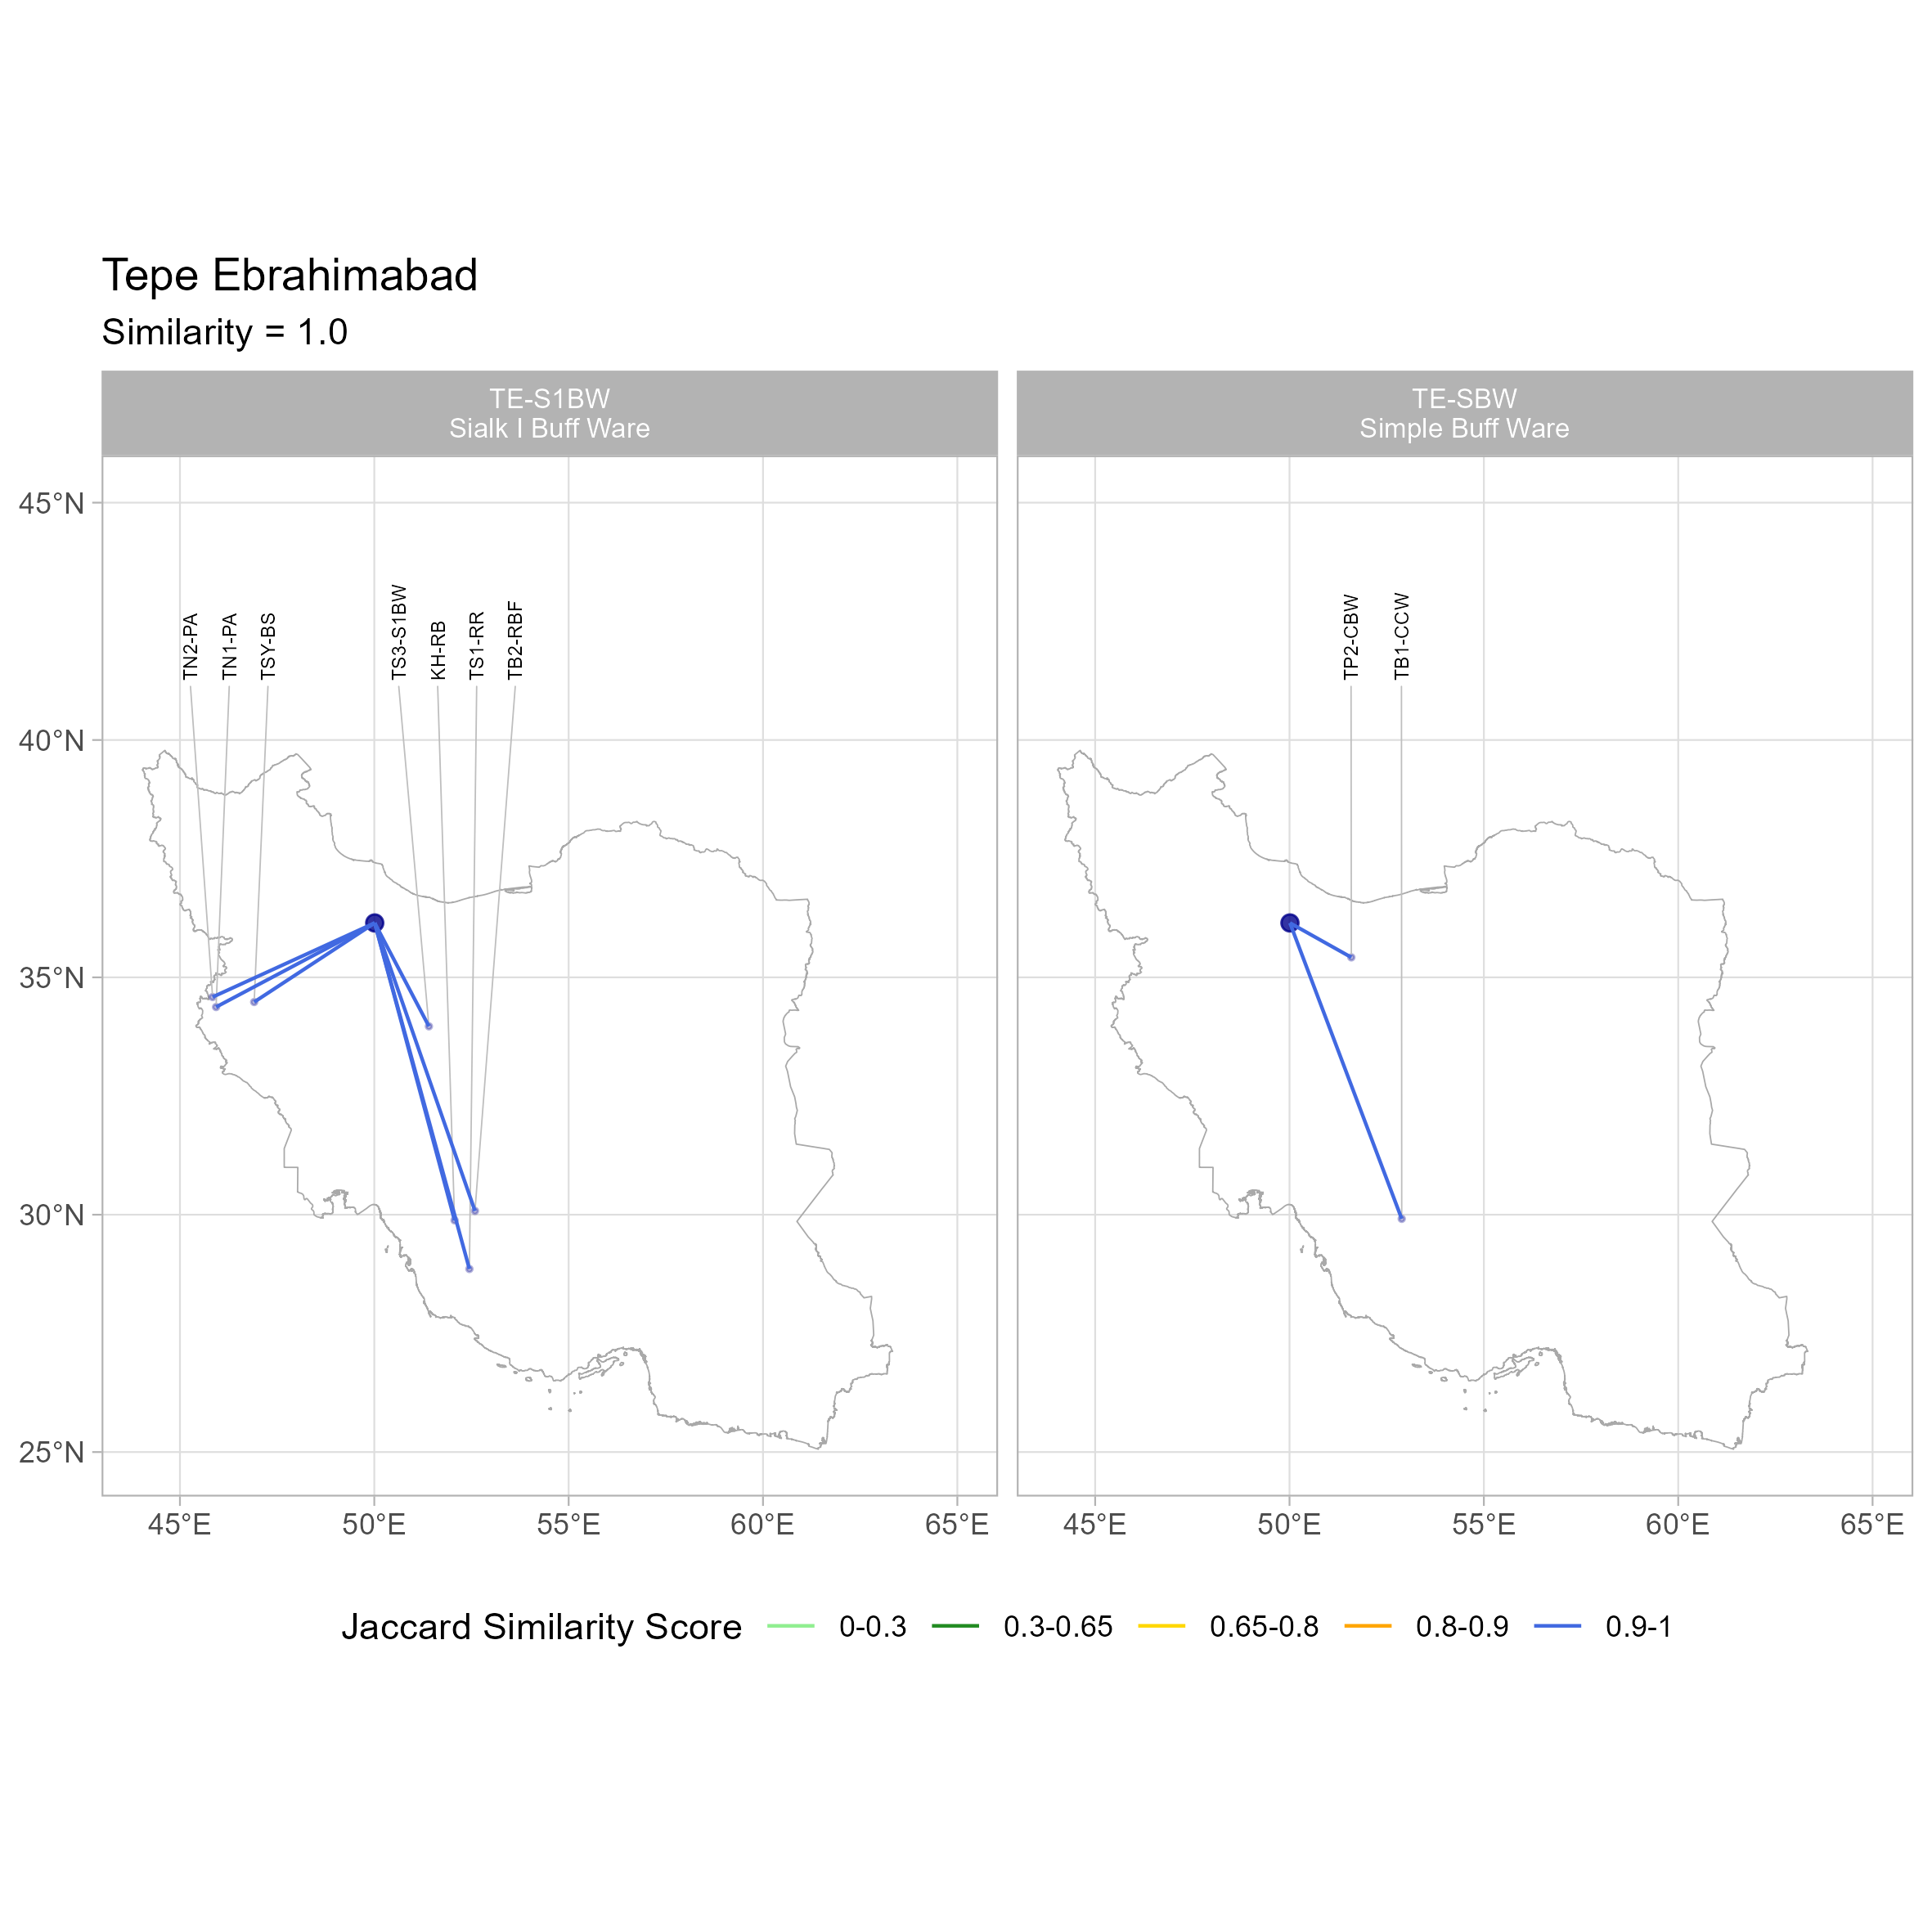 Tepe Ebrahimabad
Similarity = 1.0
TE-S1BW
Sialk I Buff Ware
TE-SBW
Simple Buff Ware
45°N
40°N
35°N
30°N
25°N
TN2-PA
TN1-PA
TSY-BS
TS3-S1BW
KH-RB
TS1-RR
TB2-RBF
TP2-CBW
TB1-CCW
45°E 50°E 55°E 60°E 65°E
45°E 50°E 55°E 60°E 65°E
Jaccard Similarity Score 0-0.3 0.3-0.65 0.65-0.8 0.8-0.9 0.9-1